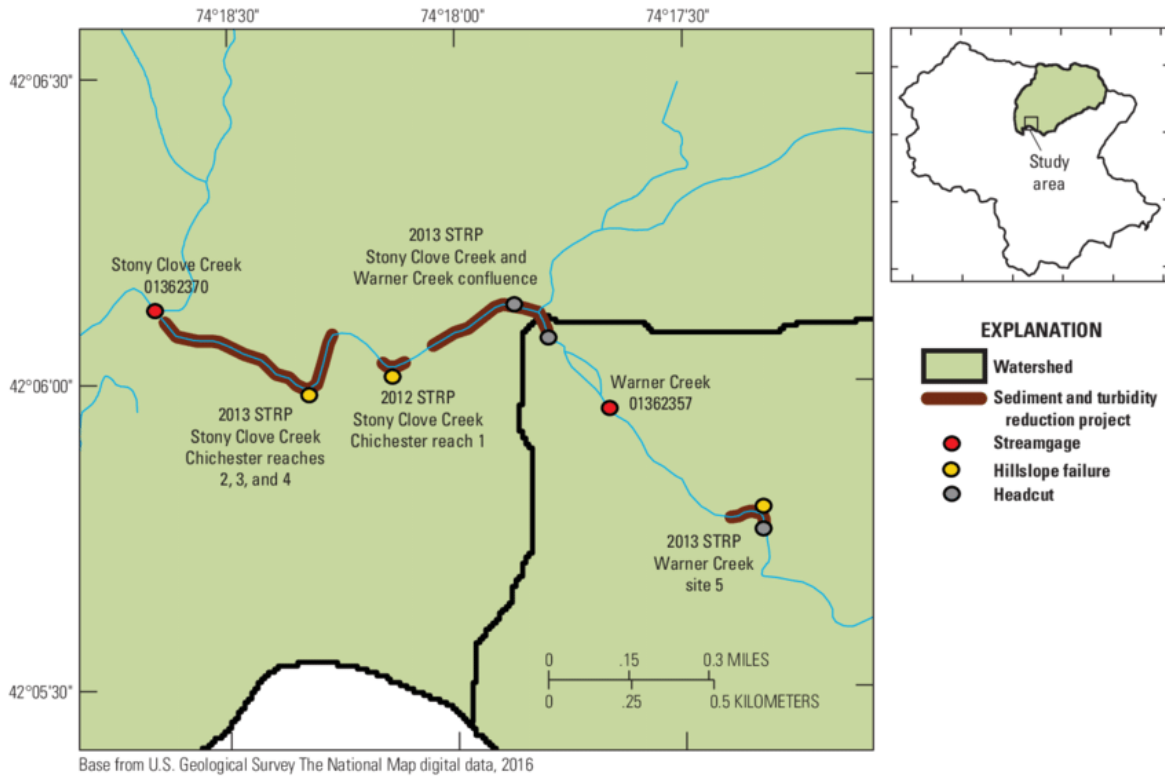 74°18'30"
74°18'00"
74°17'30"
42°06'30"
42°06'00"
42°05'30"
Stony Clove Creek
01362370
2013 STRP
Stony Clove Creek and
Warner Creek confluence
2013 STRP
Stony Clove Creek
Chichester reaches
2, 3, and 4
2012 STRP
Stony Clove Creek
Chichester reach 1
Warner Creek
01362357
2013 STRP
Warner Creek
site 5
0 .15 0.3 MILES
0 .25 0.5 KILOMETERS
Base from U.S. Geological Survey The National Map digital data, 2016
Study
area
EXPLANATION
Watershed
Sediment and turbidity
reduction project
Streamgage
Hillslope failure
Headcut